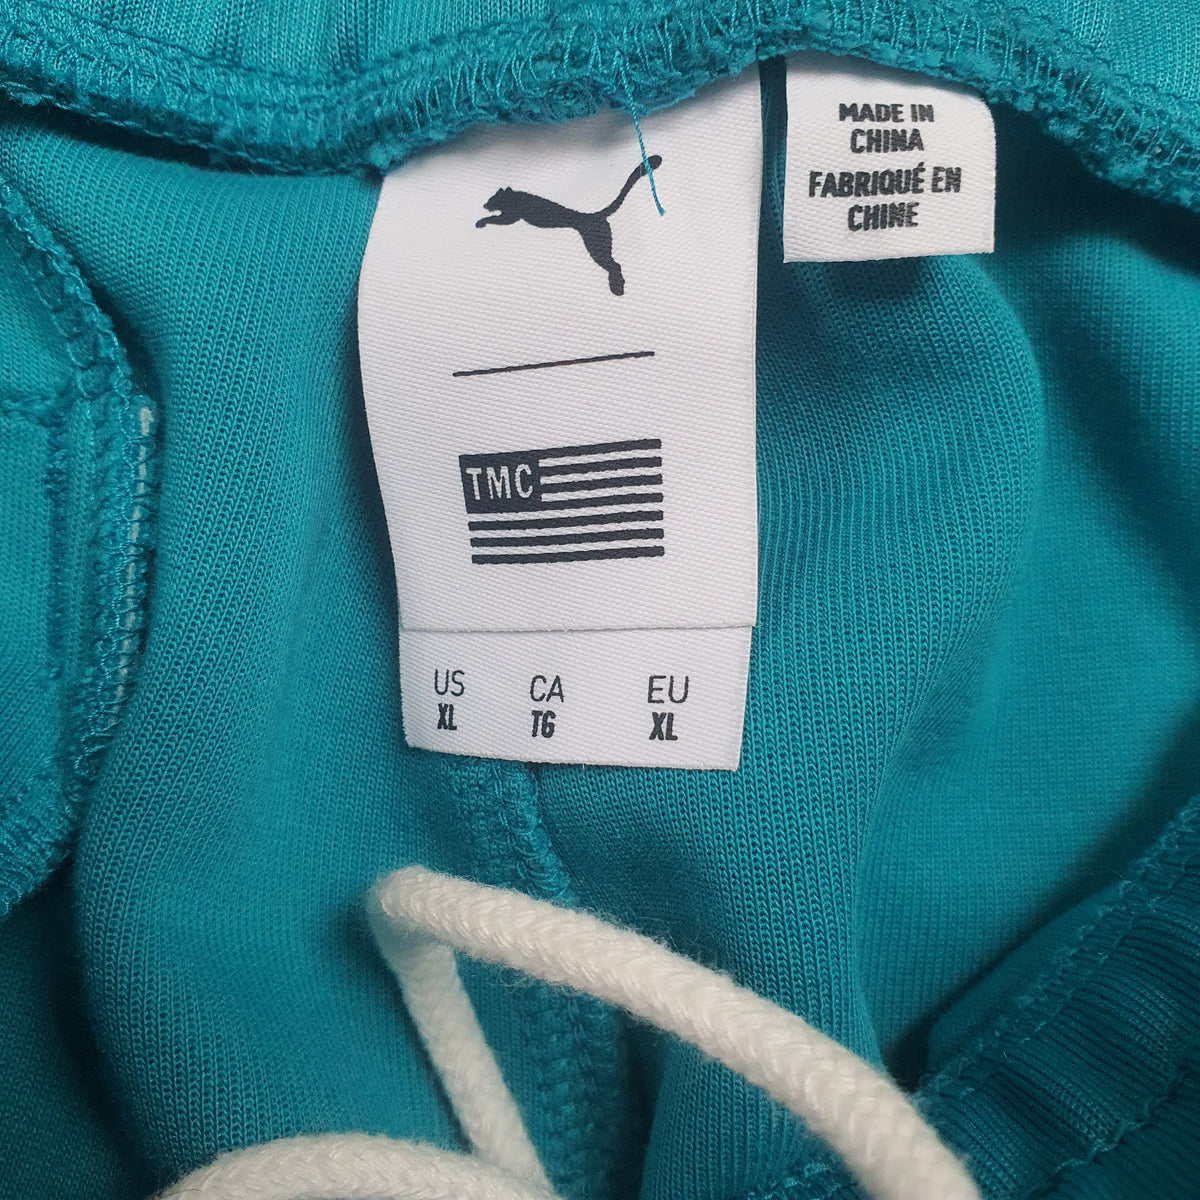 MADE IN
CHINA
FABRIQUÉ EN
CHINE
TMC
US CA EU
XL TG XL